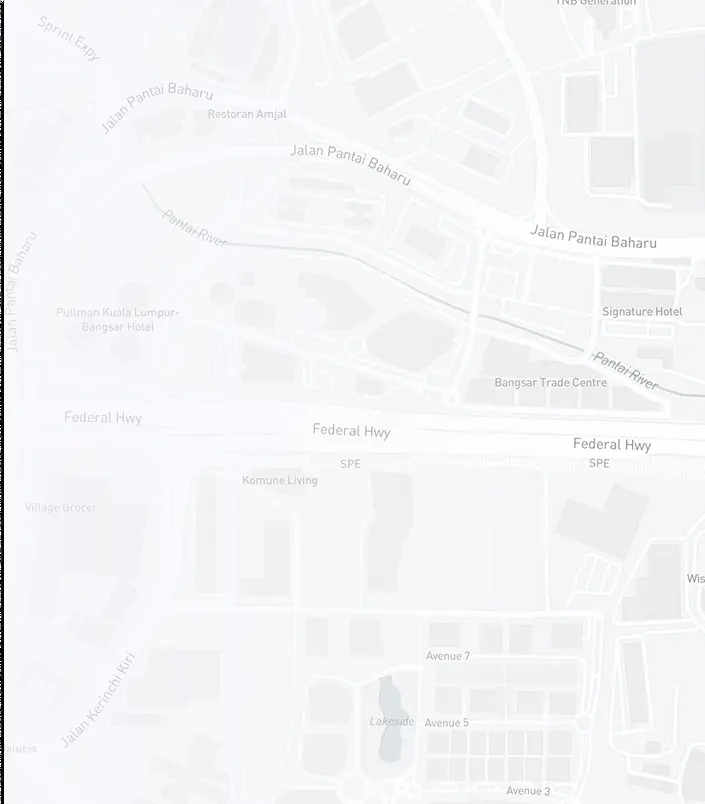 TNB Generation
Sprint Expy
Jalan Pantai Baharu
Restoran Amjal
Jalan Pantai Baharu
Pantai River
Jalan Pantai Baharu
Jalan Pantai Baharu
Pullman Kuala Lumpur-
Bangsar Hotel
Signature Hotel
Pantai River
Bangsar Trade Centre
Federal Hwy
Federal Hwy
Federal Hwy
SPE
SPE
Komune Living
Village Grocer
Wis
Avenue 7
Jalan Kerinchi Kiri
Lakeside
Avenue 5
alutia
Avenue 3